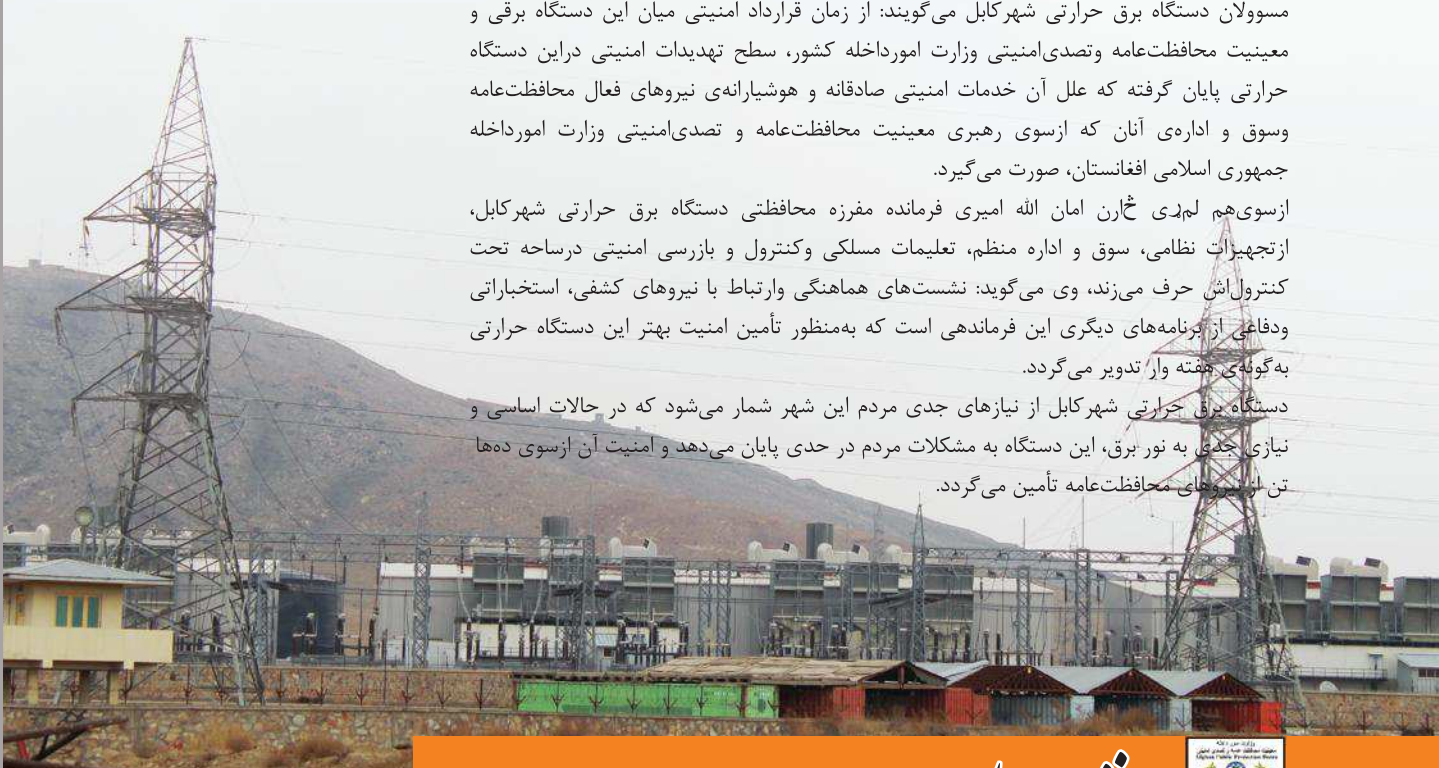 مسوولان دستگاه برق حرارتی شهرکابل می‌گویند: از زمان قرارداد امنیتی میان این دستگاه برقی و
معینیت محافظت‌عامه وتصدی‌امنیتی وزارت امورداخله کشور، سطح تهدیدات امنیتی دراین دستگاه
حرارتی پایان گرفته که علل آن خدمات امنیتی صادقانه و هوشیارانه‌ی نیروهای فعال محافظت‌عامه
وسوق و اداره‌ی آنان که ازسوی رهبری معینیت محافظت‌عامه و تصدی‌امنیتی وزارت امورداخله
جمهوری اسلامی افغانستان، صورت می‌گیرد.
ازسوی‌هم لمړی څارن امان الله امیری فرمانده مفرزه محافظتی دستگاه برق حرارتی شهرکابل،
ازتجهیزات نظامی، سوق و اداره منظم، تعلیمات مسلکی وکنترول و بازرسی امنیتی درساحه تحت
کنترول‌اش حرف می‌زند، وی می‌گوید: نشست‌های هماهنگی وارتباط با نیروهای کشفی، استخباراتی
ودفاعی از برنامه‌های دیگری این فرماندهی است که به‌منظور تأمین امنیت بهتر این دستگاه حرارتی
به‌گونه‌ی هفته وار تدویر می‌گردد.
دستگاه برق حرارتی شهرکابل از نیازهای جدی مردم این شهر شمار می‌شود که در حالات اساسی و
نیازی جدی به نور برق، این دستگاه به مشکلات مردم در حدی پایان می‌دهد و امنیت آن ازسوی ده‌ها
تن از نیروهای محافظت‌عامه تأمین می‌گردد.